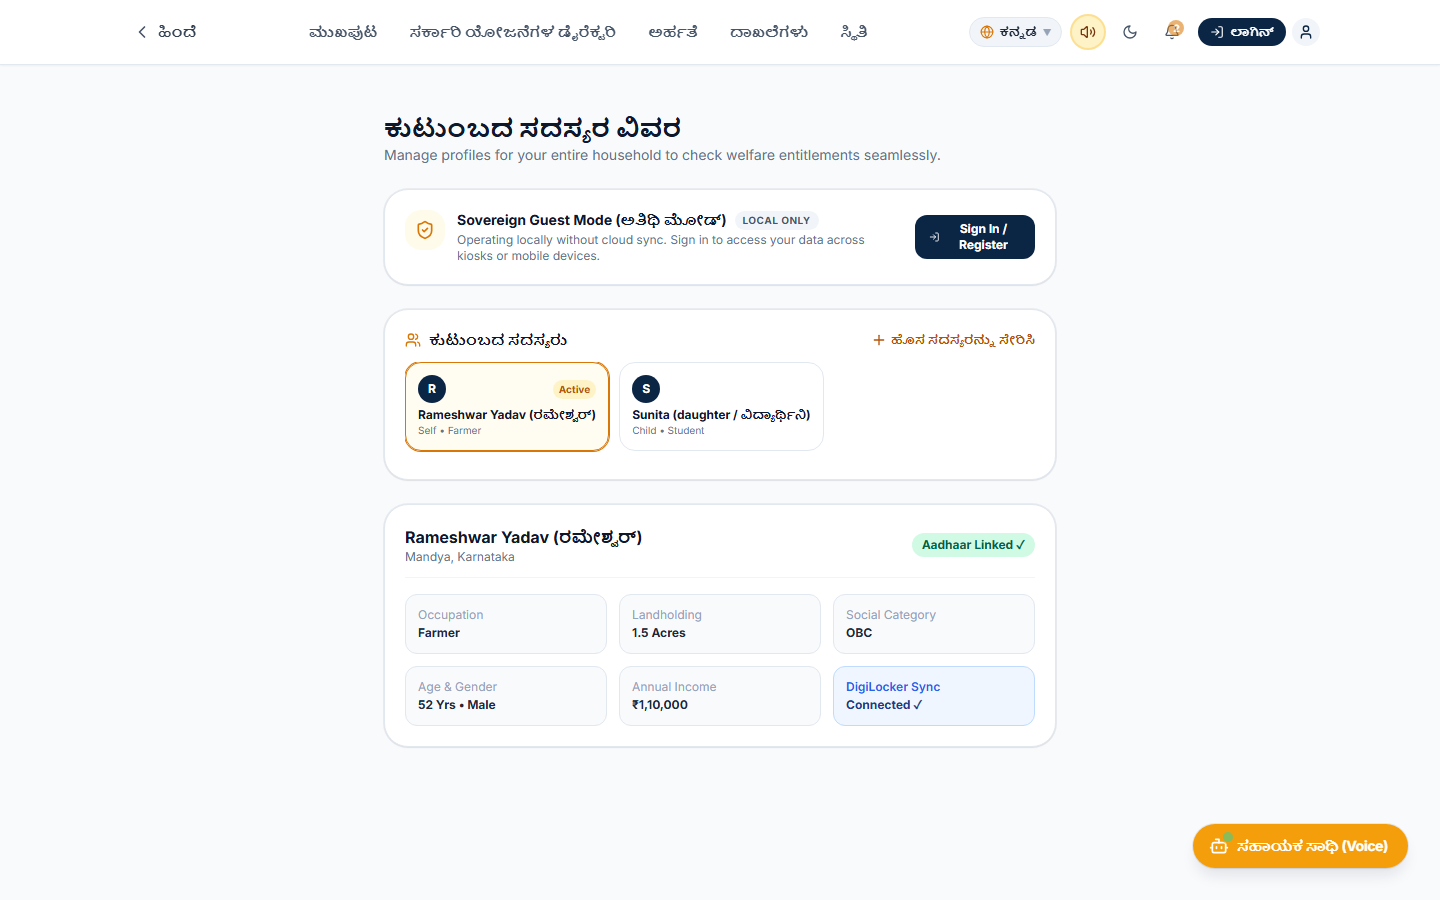 ಹಿಂದೆ
ಮುಖಪುಟ
ಸರ್ಕಾರಿ ಯೋಜನೆಗಳ ಡೈರೆಕ್ಟರಿ
ಅರ್ಹತೆ
ದಾಖಲೆಗಳು
ಸ್ಥಿತಿ
ಕನ್ನಡ ▼
ಲಾಗಿನ್
ಕುಟುಂಬದ ಸದಸ್ಯರ ವಿವರ
Manage profiles for your entire household to check welfare entitlements seamlessly.
Sovereign Guest Mode (ಅತಿಥಿ ಮೋಡ್) LOCAL ONLY
Operating locally without cloud sync. Sign in to access your data across
kiosks or mobile devices.
Sign In /
Register
ಕುಟುಂಬದ ಸದಸ್ಯರು
+ ಹೊಸ ಸದಸ್ಯರನ್ನು ಸೇರಿಸಿ
R
Active
Rameshwar Yadav (ರಮೇಶ್ವರ್)
Self • Farmer
S
Sunita (daughter / ವಿದ್ಯಾರ್ಥಿನಿ)
Child • Student
Rameshwar Yadav (ರಮೇಶ್ವರ್)
Mandya, Karnataka
Aadhaar Linked ✓
Occupation
Farmer
Landholding
1.5 Acres
Social Category
OBC
Age & Gender
52 Yrs • Male
Annual Income
₹1,10,000
DigiLocker Sync
Connected ✓
ಸಹಾಯಕ ಸಾಥಿ (Voice)